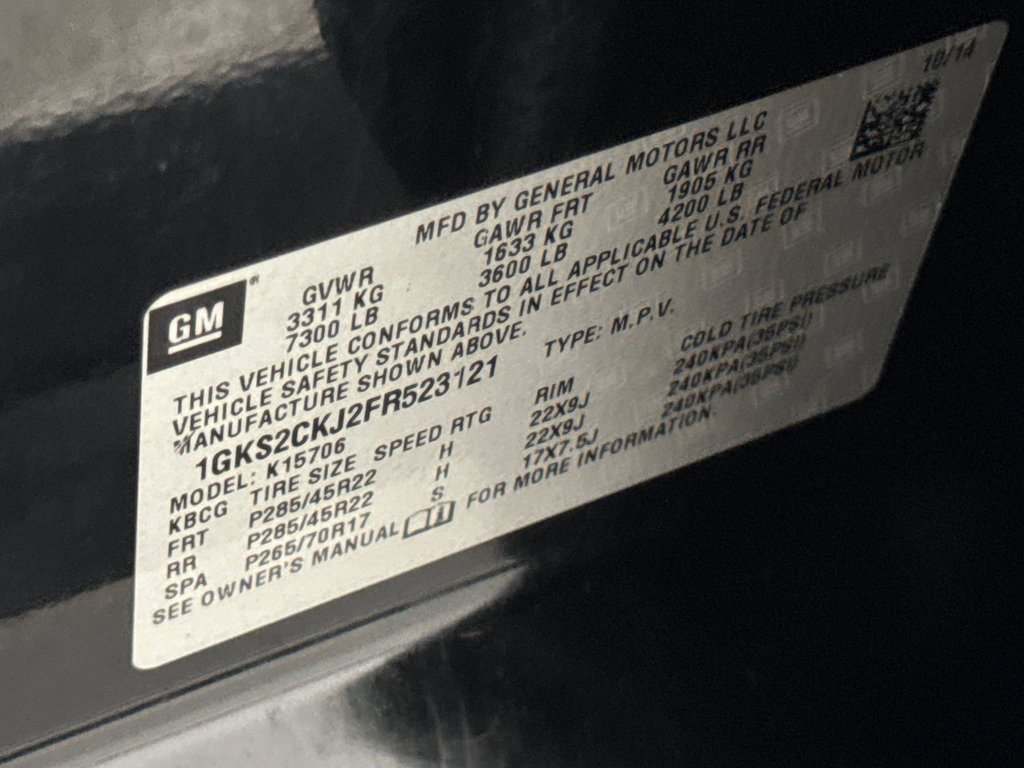 10/14
MFD BY GENERAL MOTORS LLC
GM®
GVWR GAWR FRT GAWR RR
3311 KG 1633 KG 1905 KG
7300 LB 3600 LB 4200 LB
THIS VEHICLE CONFORMS TO ALL APPLICABLE U.S. FEDERAL MOTOR
VEHICLE SAFETY STANDARDS IN EFFECT ON THE DATE OF
MANUFACTURE SHOWN ABOVE.
1GKS2CKJ2FR523121 TYPE: M.P.V.
MODEL: K15706
KBCG TIRE SIZE SPEED RTG RIM COLD TIRE PRESSURE
FRT P285/45R22 H 22X9J 240KPA(35PSI)
RR P285/45R22 H 22X9J 240KPA(35PSI)
SPA P265/70R17 S 17X7.5J 240KPA(35PSI)
SEE OWNER'S MANUAL FOR MORE INFORMATION.